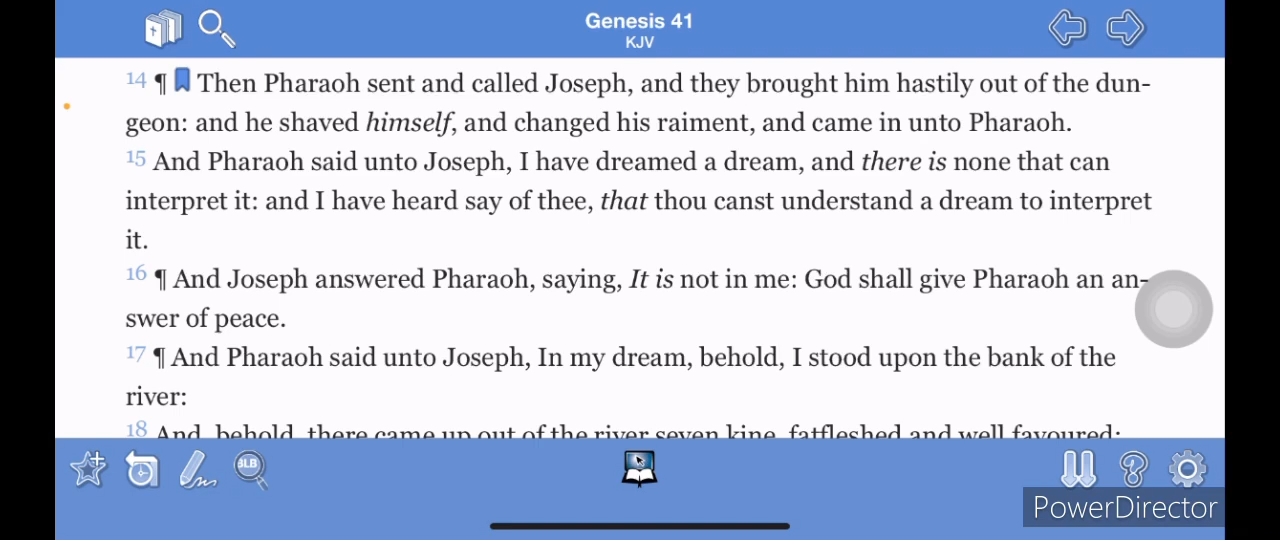 Genesis 41
KJV
14 ¶ Then Pharaoh sent and called Joseph, and they brought him hastily out of the dun-
geon: and he shaved himself, and changed his raiment, and came in unto Pharaoh.
15 And Pharaoh said unto Joseph, I have dreamed a dream, and there is none that can
interpret it: and I have heard say of thee, that thou canst understand a dream to interpret
it.
16 ¶ And Joseph answered Pharaoh, saying, It is not in me: God shall give Pharaoh an an-
swer of peace.
17 ¶ And Pharaoh said unto Joseph, In my dream, behold, I stood upon the bank of the
river:
18 And, behold, there came up out of the river seven kine, fatfleshed and well favoured;
BLB
PowerDirector